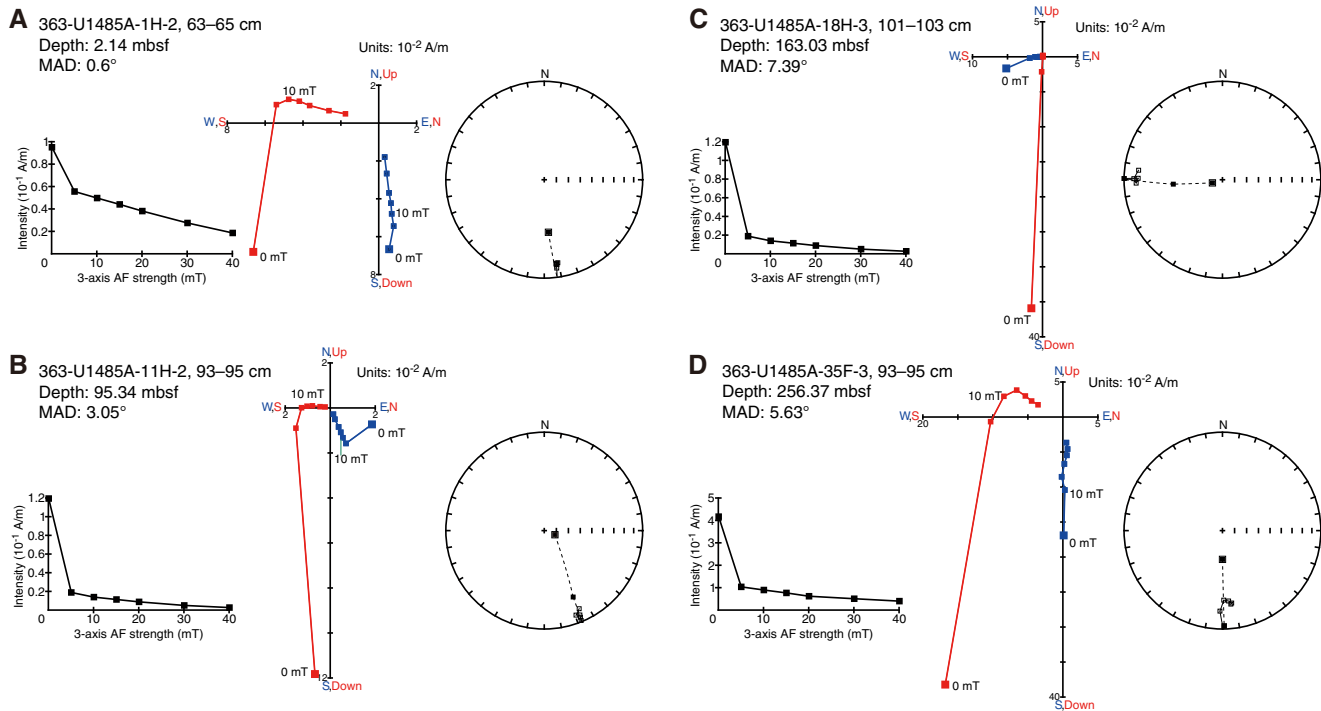 A
363-U1485A-1H-2, 63–65 cm
Depth: 2.14 mbsf
MAD: 0.6°
Units: 10-2 A/m
N,Up
2
10 mT
W,S
8
E,N
2
N
1
0.8
0.6
0.4
0.2
Intensity (10-1 A/m)
10 20 30 40
3-axis AF strength (mT)
0 mT
10 mT
0 mT
8
S,Down
B
363-U1485A-11H-2, 93–95 cm
Depth: 95.34 mbsf
MAD: 3.05°
N,Up
2
Units: 10-2 A/m
10 mT
W,S
2
E,N
2
0 mT
10 mT
N
1.2
1
0.8
0.6
0.4
0.2
Intensity (10-1 A/m)
10 20 30 40
3-axis AF strength (mT)
0 mT
12
S,Down
C
363-U1485A-18H-3, 101–103 cm
Depth: 163.03 mbsf
MAD: 7.39°
N,Up
5
Units: 10-2 A/m
W,S
10
E,N
5
0 mT
N
1.2
1
0.8
0.6
0.4
0.2
Intensity (10-1 A/m)
10 20 30 40
3-axis AF strength (mT)
0 mT
40
S,Down
D
363-U1485A-35F-3, 93–95 cm
Depth: 256.37 mbsf
MAD: 5.63°
N,Up
5
Units: 10-2 A/m
10 mT
W,S
20
E,N
5
10 mT
0 mT
N
5
4
3
2
1
Intensity (10-1 A/m)
10 20 30 40
3-axis AF strength (mT)
0 mT
40
S,Down